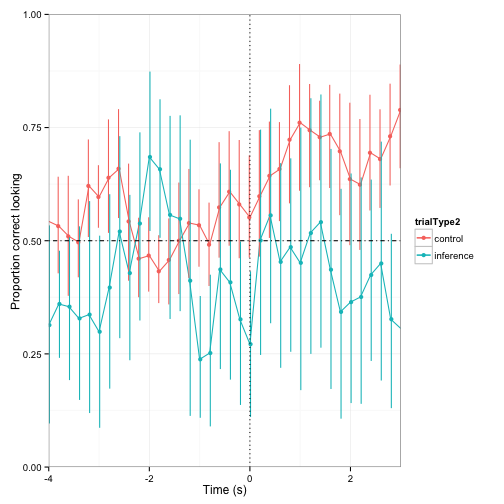 1.00
0.75
0.50
0.25
0.00
Proportion correct looking
-4
-2
0
2
Time (s)
trialType2
control
inference